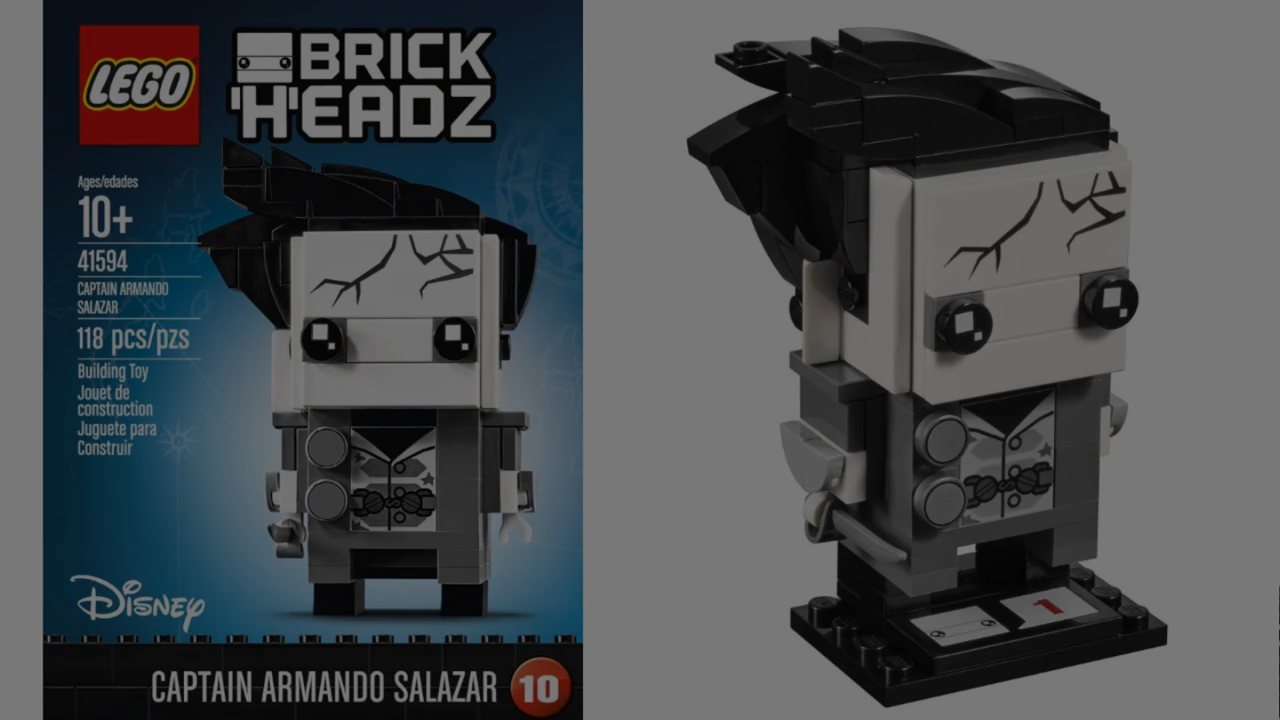 LEGO
BRICK
'H'EADZ
Ages/edades
10+
41594
CAPTAIN ARMANDO
SALAZAR
118 pcs/pzs
Building Toy
Jouet de
construction
Juguete para
Construir
Disney
CAPTAIN ARMANDO SALAZAR 10
1